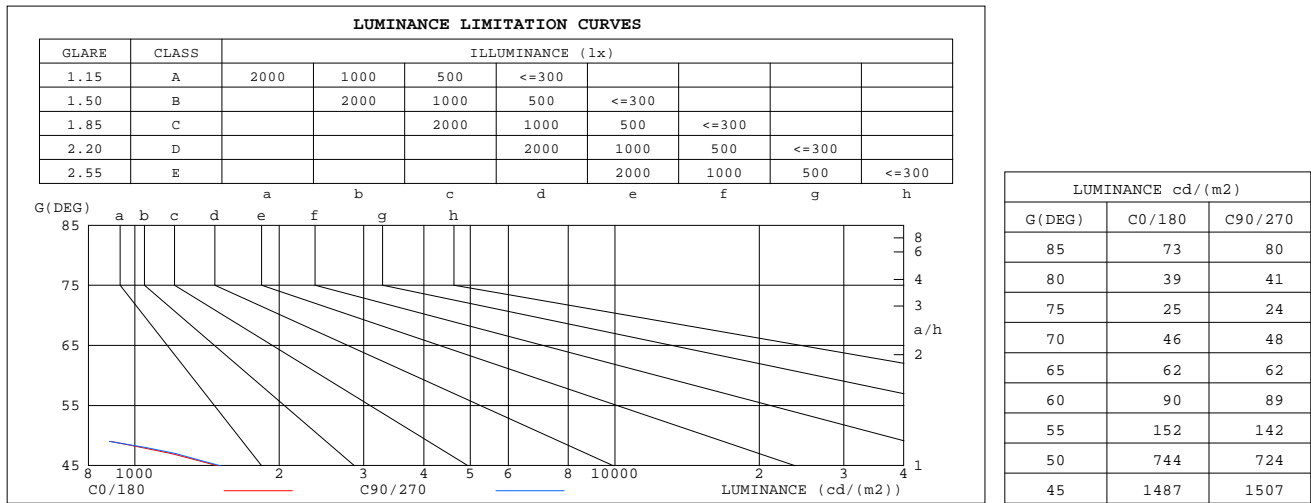 LUMINANCE LIMITATION CURVES
GLARE CLASS ILLUMINANCE (lx)
1.15 A 2000 1000 500 <=300
1.50 B 2000 1000 500 <=300
1.85 C 2000 1000 500 <=300
2.20 D 2000 1000 500 <=300
2.55 E 2000 1000 500 <=300
a b c d e f g h
G(DEG)
a b c d e f g h
85
75
65
55
45
8
6
4
3
a/h
2
1
8 1000 2 3 4 5 6 8 10000 2 3 4
C0/180 C90/270 LUMINANCE (cd/(m2))
LUMINANCE cd/(m2)
G(DEG) C0/180 C90/270
85 73 80
80 39 41
75 25 24
70 46 48
65 62 62
60 90 89
55 152 142
50 744 724
45 1487 1507